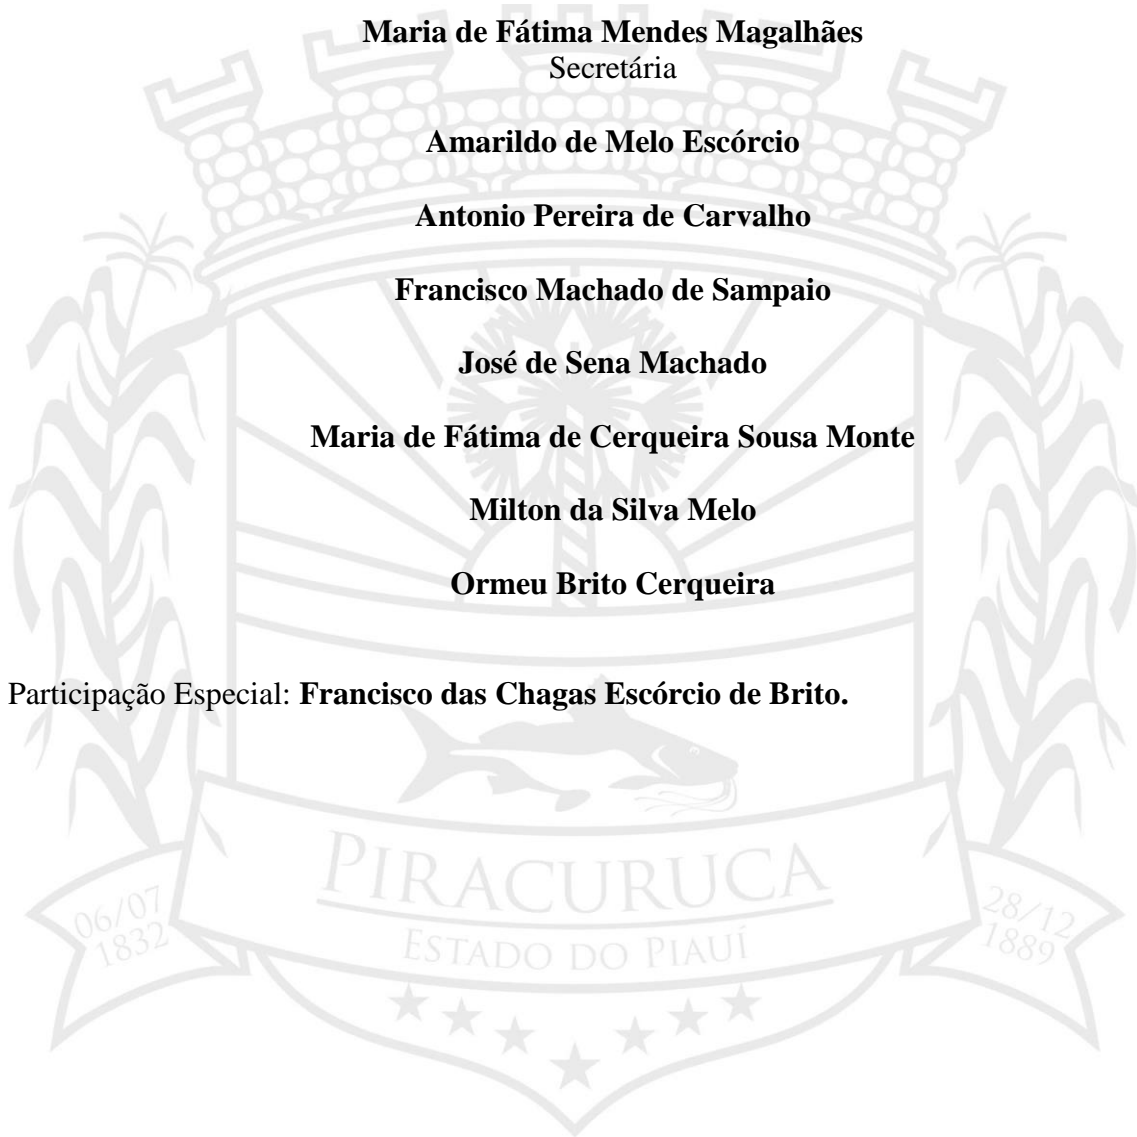 Maria de Fátima Mendes Magalhães
Secretária
Amarildo de Melo Escórcio
Antonio Pereira de Carvalho
Francisco Machado de Sampaio
José de Sena Machado
Maria de Fátima de Cerqueira Sousa Monte
Milton da Silva Melo
Ormeu Brito Cerqueira
Participação Especial: Francisco das Chagas Escórcio de Brito.
PIRACURUCA
06/07
1832
ESTADO DO PIAUÍ
28/12
1889